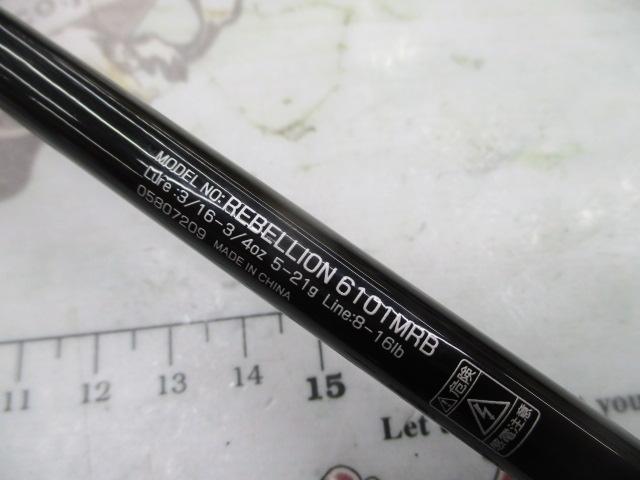 MODEL NO: REBELLION 6101MRB
Lure:3/16-3/4oz 5-21g Line:8-16lb
05807209 MADE IN CHINA
危険
感電注意
11 12 13 14 15
Let
you